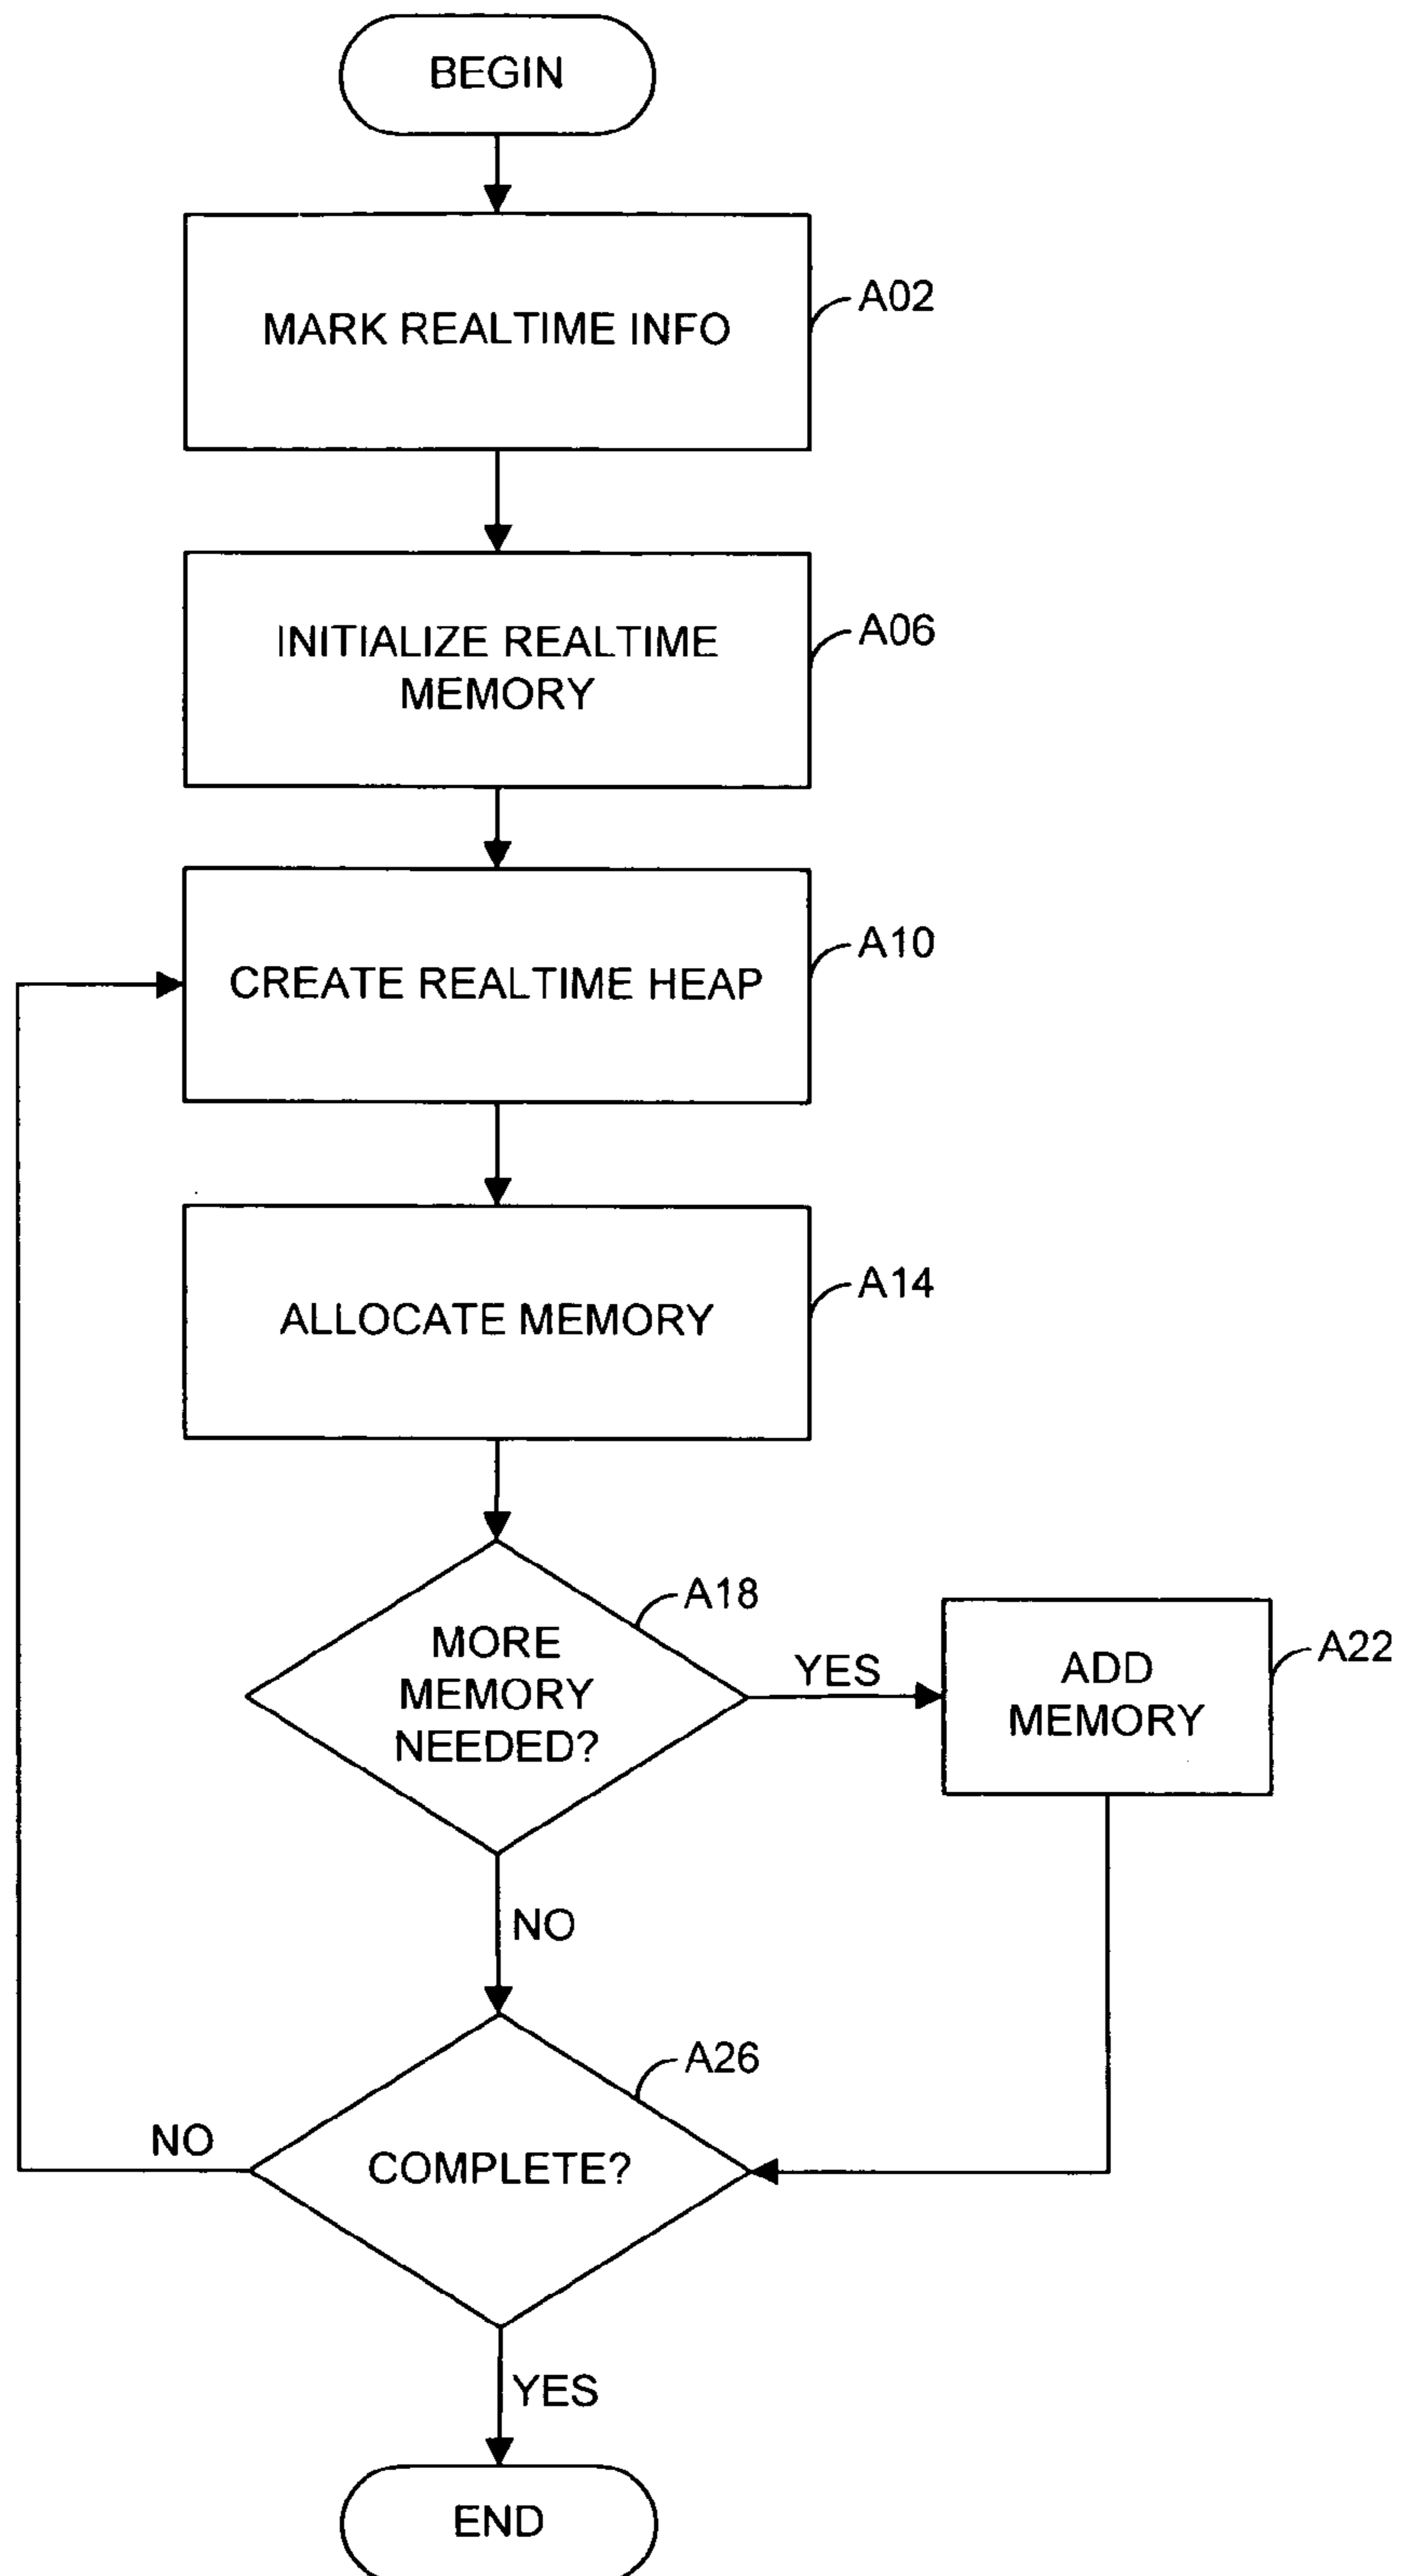 BEGIN
MARK REALTIME INFO
A02
INITIALIZE REALTIME
MEMORY
A06
CREATE REALTIME HEAP
A10
ALLOCATE MEMORY
A14
MORE
MEMORY
NEEDED?
A18
YES
ADD
MEMORY
A22
NO
COMPLETE?
A26
NO
YES
END